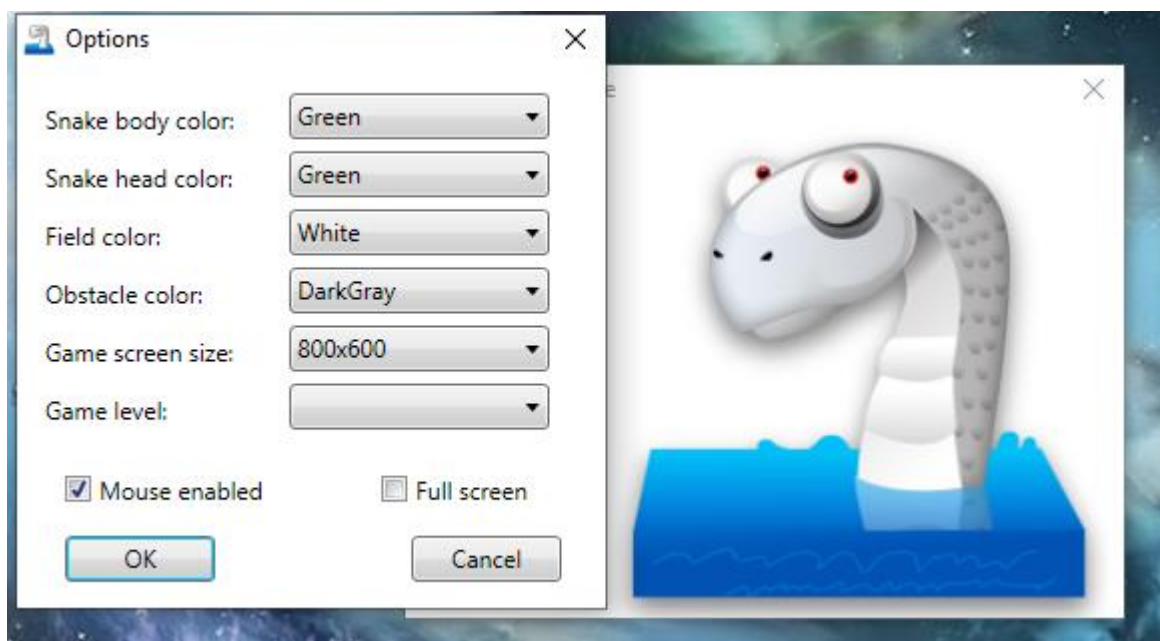 Options
Snake body color: Green
Snake head color: Green
Field color: White
Obstacle color: DarkGray
Game screen size: 800x600
Game level:
Mouse enabled Full screen
OK Cancel